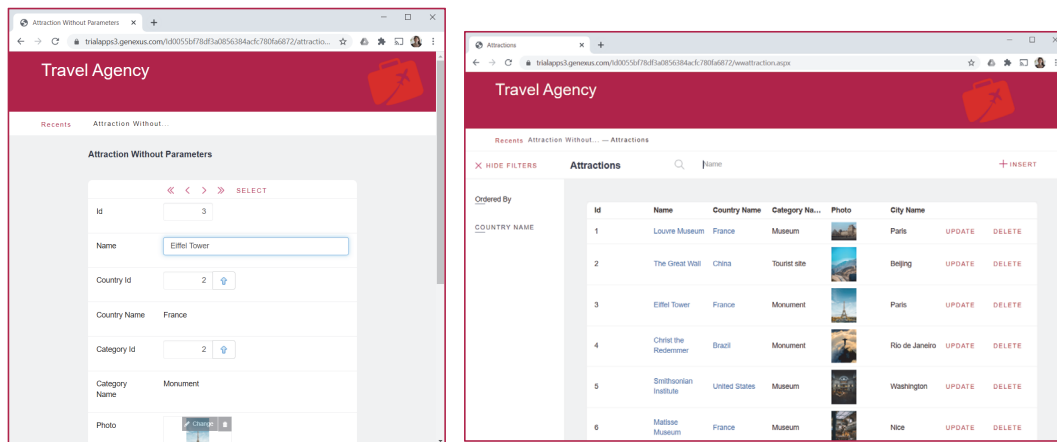 Attraction Without Parameters
trialapps3.genexus.com/Id0055bf78df3a0856384acfc780fa6872/attractio...
Travel Agency
Recents Attraction Without...
Attraction Without Parameters
SELECT
Id 3
Name Eiffel Tower
Country Id 2
Country Name France
Category Id 2
Category Name Monument
Photo Change
Attractions
trialapps3.genexus.com/Id0055bf78df3a0856384acfc780fa6872/wwattraction.aspx
Travel Agency
Recents Attraction Without... — Attractions
HIDE FILTERS Attractions Name INSERT
Ordered By
COUNTRY NAME
Id Name Country Name Category Na... Photo City Name
1 Louvre Museum France Museum Paris UPDATE DELETE
2 The Great Wall China Tourist site Beijing UPDATE DELETE
3 Eiffel Tower France Monument Paris UPDATE DELETE
4 Christ the Redemmer Brazil Monument Rio de Janeiro UPDATE DELETE
5 Smithsonian Institute United States Museum Washington UPDATE DELETE
6 Matisse Museum France Museum Nice UPDATE DELETE